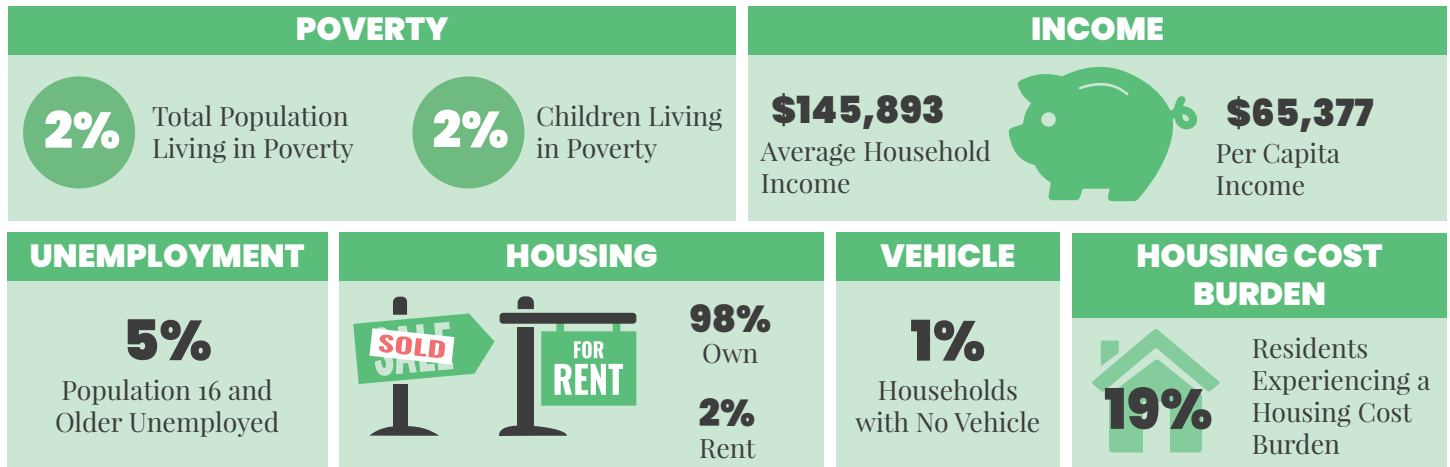 POVERTY
2%
Total Population
Living in Poverty
2%
Children Living
in Poverty
INCOME
$145,893
Average Household
Income
$65,377
Per Capita
Income
UNEMPLOYMENT
5%
Population 16 and
Older Unemployed
HOUSING
SALE
SOLD
FOR
RENT
98%
Own
2%
Rent
VEHICLE
1%
Households
with No Vehicle
HOUSING COST
BURDEN
19%
Residents
Experiencing a
Housing Cost
Burden